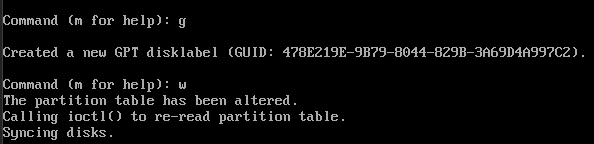 Command (m for help): g
Created a new GPT disklabel (GUID: 478E219E-9B79-8044-829B-3A69D4A997C2).
Command (m for help): w
The partition table has been altered.
Calling ioctl() to re-read partition table.
Syncing disks.